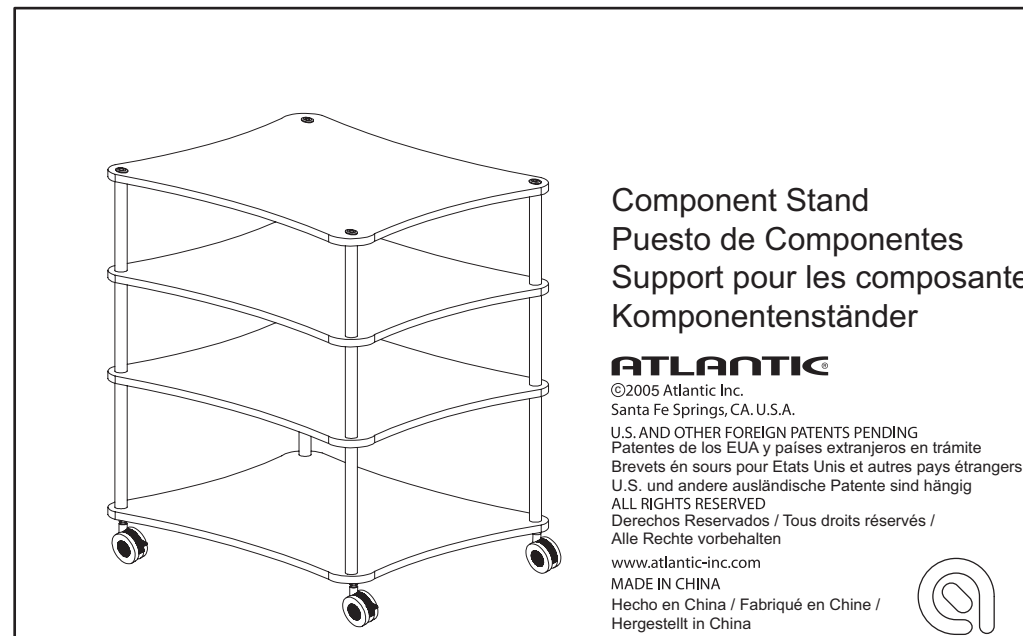 Component Stand
Puesto de Componentes
Support pour les composante
Komponentenständer
ATLANTIC®
©2005 Atlantic Inc.
Santa Fe Springs, CA. U.S.A.
U.S. AND OTHER FOREIGN PATENTS PENDING
Patentes de los EUA y países extranjeros en trámite
Brevets én sours pour Etats Unis et autres pays étrangers
U.S. und andere ausländische Patente sind hängig
ALL RIGHTS RESERVED
Derechos Reservados / Tous droits réservés /
Alle Rechte vorbehalten
www.atlantic-inc.com
MADE IN CHINA
Hecho en China / Fabriqué en Chine /
Hergestellt in China